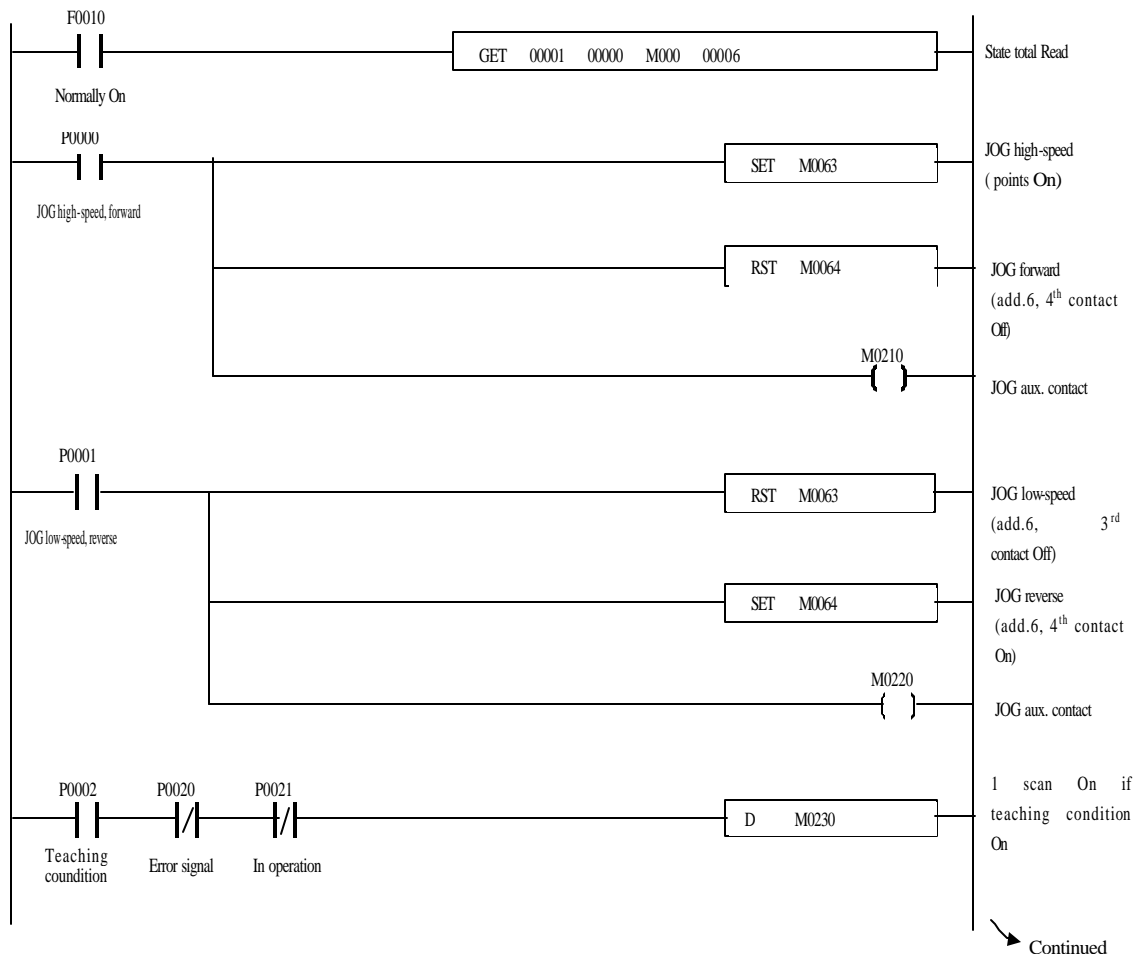 F0010
GET 00001 00000 M000 00006
State total Read
Normally On
P0000
SET M0063
JOG high-speed
( points On)
JOG high-speed, forward
RST M0064
JOG forward
(add.6, 4th contact
Off)
M0210
JOG aux. contact
P0001
RST M0063
JOG low-speed
(add.6, 3rd
contact Off)
JOG low-speed, reverse
SET M0064
JOG reverse
(add.6, 4th contact
On)
M0220
JOG aux. contact
P0002 P0020 P0021
D M0230
1 scan On if
teaching condition
On
Teaching
coundition
Error signal
In operation
Continued